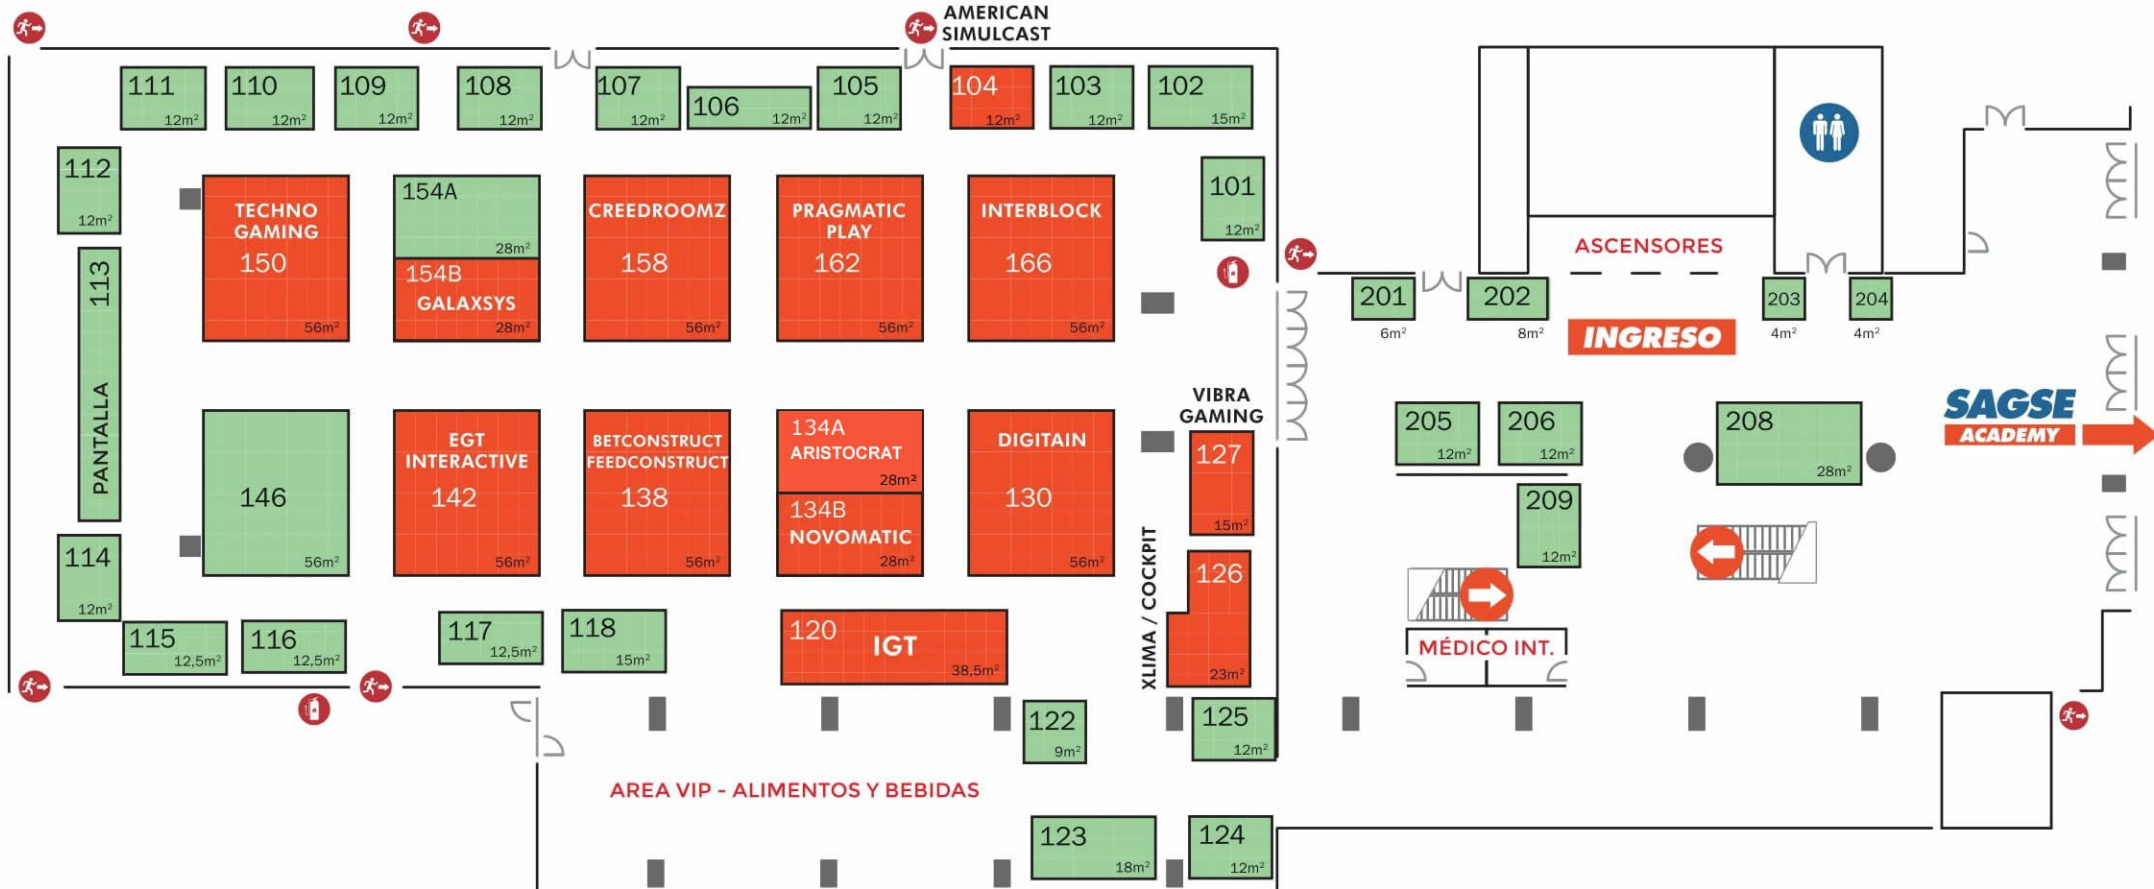 AMERICAN
SIMULCAST
111
12m²
110
12m²
109
12m²
108
12m²
107
12m²
106
12m²
105
12m²
104
12m²
103
12m²
102
15m²
101
12m²
112
12m²
113
PANTALLA
114
12m²
TECHNO
GAMING
150
56m²
154A
28m²
154B
GALAXSYS
28m²
CREEDROOMZ
158
56m²
PRAGMATIC
PLAY
162
56m²
INTERBLOCK
166
56m²
146
56m²
EGT
INTERACTIVE
142
56m²
BETCONSTRUCT
FEEDCONSTRUCT
138
56m²
134A
ARISTOCRAT
28m²
134B
NOVOMATIC
28m²
DIGITAIN
130
56m²
VIBRA
GAMING
127
15m²
XLIMA / COCKPIT
126
23m²
115
12,5m²
116
12,5m²
117
12,5m²
118
15m²
120
IGT
38,5m²
122
9m²
125
12m²
AREA VIP - ALIMENTOS Y BEBIDAS
123
18m²
124
12m²
ASCENSORES
201
6m²
202
8m²
INGRESO
203
4m²
204
4m²
205
12m²
206
12m²
208
28m²
209
12m²
SAGSE
ACADEMY
MÉDICO INT.